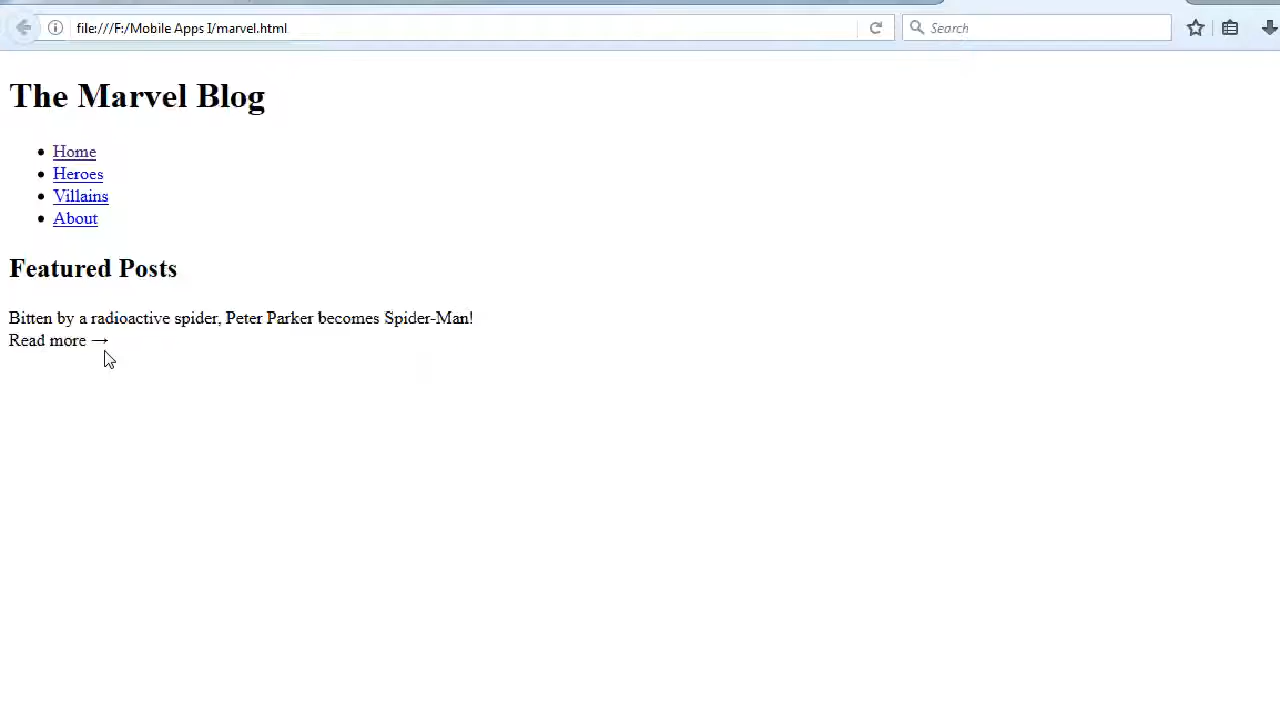 file:///F:/Mobile Apps I/marvel.html
Search
The Marvel Blog
Home
Heroes
Villains
About
Featured Posts
Bitten by a radioactive spider, Peter Parker becomes Spider-Man!
Read more →